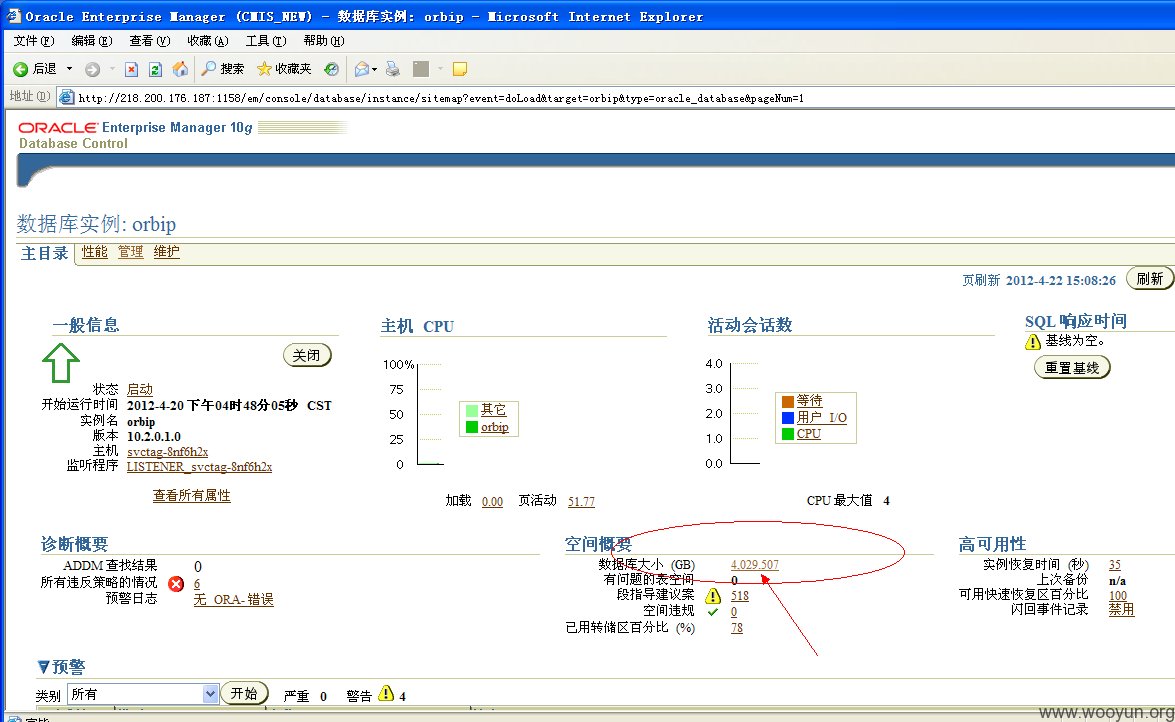 Oracle Enterprise Manager (CMIS_NEW) - 数据库实例: orbip - Microsoft Internet Explorer
文件(F) 编辑(E) 查看(V) 收藏(A) 工具(T) 帮助(H)
后退 搜索 收藏夹
地址(D) http://218.200.176.187:1158/em/console/database/instance/sitemap?event=doLoad&target=orbip&type=oracle_database&pageNum=1
ORACLE Enterprise Manager 10g
Database Control
数据库实例: orbip
主目录 性能 管理 维护
页刷新 2012-4-22 15:08:26 刷新
一般信息
关闭
状态 启动
开始运行时间 2012-4-20 下午04时48分05秒 CST
实例名 orbip
版本 10.2.0.1.0
主机 svctag-8nf6h2x
监听程序 LISTENER_svctag-8nf6h2x
查看所有属性
主机 CPU
100%
75
50
25
0
其它
orbip
加载 0.00 页活动 51.77
活动会话数
4.0
3.0
2.0
1.0
0.0
等待
用户 I/O
CPU
CPU 最大值 4
SQL 响应时间
基线为空。
重置基线
诊断概要
ADDM 查找结果 0
所有违反策略的情况 6
预警日志 无 ORA-错误
空间概要
数据库大小 (GB) 4,029.507
有问题的表空间 0
段指导建议案 518
空间违规 0
已用转储区百分比 (%) 78
高可用性
实例恢复时间 (秒) 35
上次备份 n/a
可用快速恢复区百分比 100
闪回事件记录 禁用
预警
类别 所有 开始 严重 0 警告 4
www.wooyun.org